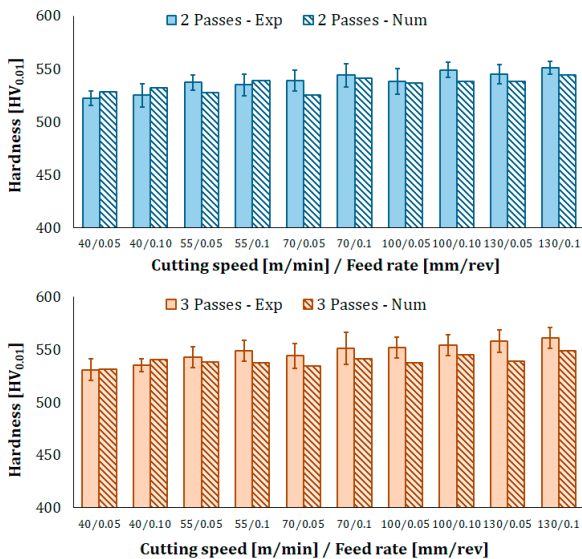 600
2 Passes - Exp 2 Passes - Num
550
500
450
400
Hardness [HV0.01]
40/0.05 40/0.10 55/0.05 55/0.1 70/0.05 70/0.1 100/0.05 100/0.10 130/0.05 130/0.1
Cutting speed [m/min] / Feed rate [mm/rev]
600
3 Passes - Exp 3 Passes - Num
550
500
450
400
Hardness [HV0.01]
40/0.05 40/0.10 55/0.05 55/0.1 70/0.05 70/0.1 100/0.05 100/0.10 130/0.05 130/0.1
Cutting speed [m/min] / Feed rate [mm/rev]